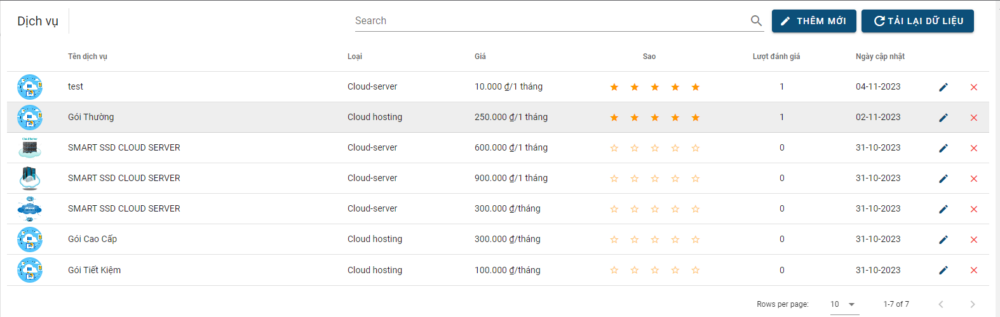 Dịch vụ
Search
THÊM MỚI
TẢI LẠI DỮ LIỆU
Tên dịch vụ Loại Giá Sao Lượt đánh giá Ngày cập nhật
test Cloud-server 10.000 ₫/1 tháng 1 04-11-2023
Gói Thường Cloud hosting 250.000 ₫/1 tháng 1 02-11-2023
Cloud Server
SMART SSD CLOUD SERVER Cloud-server 600.000 ₫/1 tháng 0 31-10-2023
SMART SSD CLOUD SERVER Cloud-server 900.000 ₫/1 tháng 0 31-10-2023
SMART SSD CLOUD SERVER Cloud-server 300.000 ₫/tháng 0 31-10-2023
Gói Cao Cấp Cloud hosting 300.000 ₫/tháng 0 31-10-2023
Gói Tiết Kiệm Cloud hosting 100.000 ₫/tháng 0 31-10-2023
Rows per page: 10 1-7 of 7